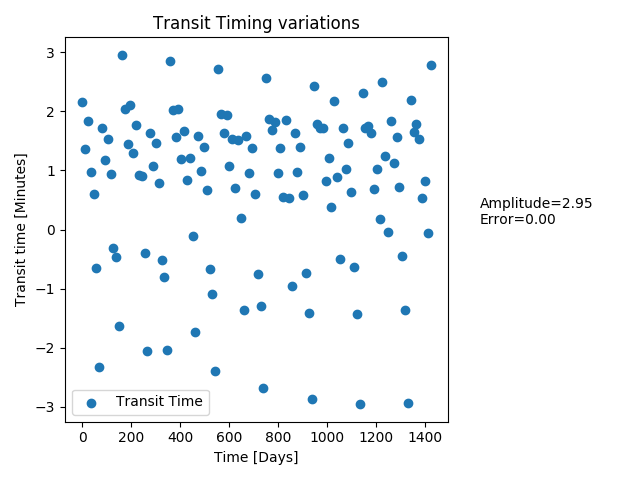 Transit Timing variations
Transit time [Minutes]
3
2
1
0
−1
−2
−3
Transit Time
0 200 400 600 800 1000 1200 1400
Time [Days]
Amplitude=2.95
Error=0.00